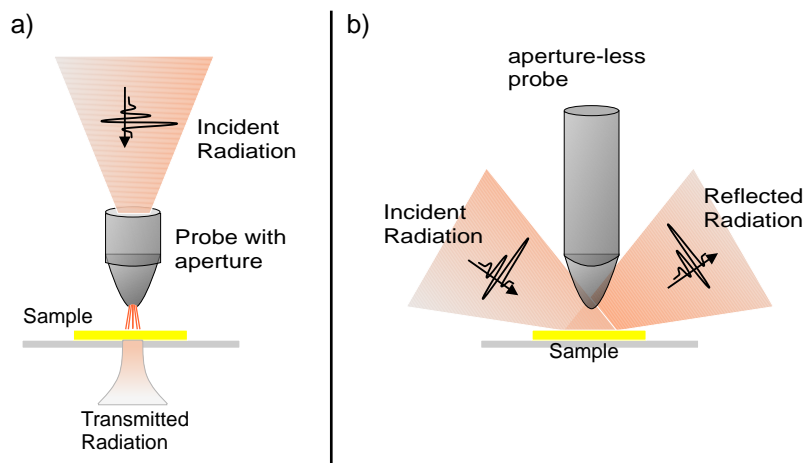 a)
Incident
Radiation
Probe with
aperture
Sample
Transmitted
Radiation
b)
aperture-less
probe
Incident
Radiation
Reflected
Radiation
Sample